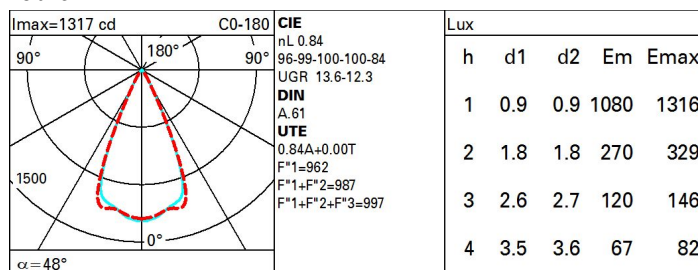 Imax=1317 cd C0-180
90° 180° 90°
1500
0°
α=48°
CIE
nL 0.84
96-99-100-100-84
UGR 13.6-12.3
DIN
A.61
UTE
0.84A+0.00T
F"1=962
F"1+F"2=987
F"1+F"2+F"3=997
Lux
h d1 d2 Em Emax
1 0.9 0.9 1080 1316
2 1.8 1.8 270 329
3 2.6 2.7 120 146
4 3.5 3.6 67 82